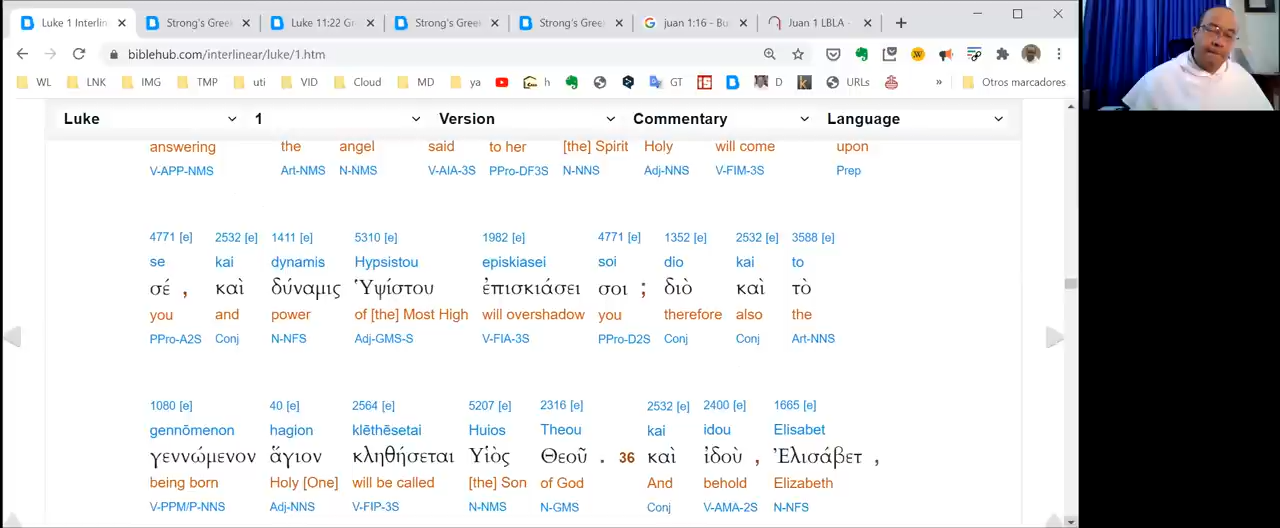 Luke 1 Interlin
Strong's Gree
Luke 11:22 Gr
Strong's Gree
Strong's Gree
juan 1:16 - Bu
Juan 1 LBLA -
biblehub.com/interlinear/luke/1.htm
WL LNK IMG TMP uti VID Cloud MD ya h GT D URLs » Otros marcadores
Luke 1 Version Commentary Language
answering the angel said to her [the] Spirit Holy will come upon
V-APP-NMS Art-NMS N-NMS V-AIA-3S PPro-DF3S N-NNS Adj-NNS V-FIM-3S Prep
4771 [e] 2532 [e] 1411 [e] 5310 [e] 1982 [e] 4771 [e] 1352 [e] 2532 [e] 3588 [e]
se kai dynamis Hypsistou episkiasei soi dio kai to
σέ , καὶ δύναμις Ὑψίστου ἐπισκιάσει σοι ; διὸ καὶ τὸ
you and power of [the] Most High will overshadow you therefore also the
PPro-A2S Conj N-NFS Adj-GMS-S V-FIA-3S PPro-D2S Conj Conj Art-NNS
1080 [e] 40 [e] 2564 [e] 5207 [e] 2316 [e] 2532 [e] 2400 [e] 1665 [e]
gennōmenon hagion klēthēsetai Huios Theou kai idou Elisabet
γεννώμενον ἅγιον κληθήσεται Υἱὸς Θεοῦ . 36 καὶ ἰδοὺ , Ἐλισάβετ ,
being born Holy [One] will be called [the] Son of God And behold Elizabeth
V-PPM/P-NNS Adj-NNS V-FIP-3S N-NMS N-GMS Conj V-AMA-2S N-NFS